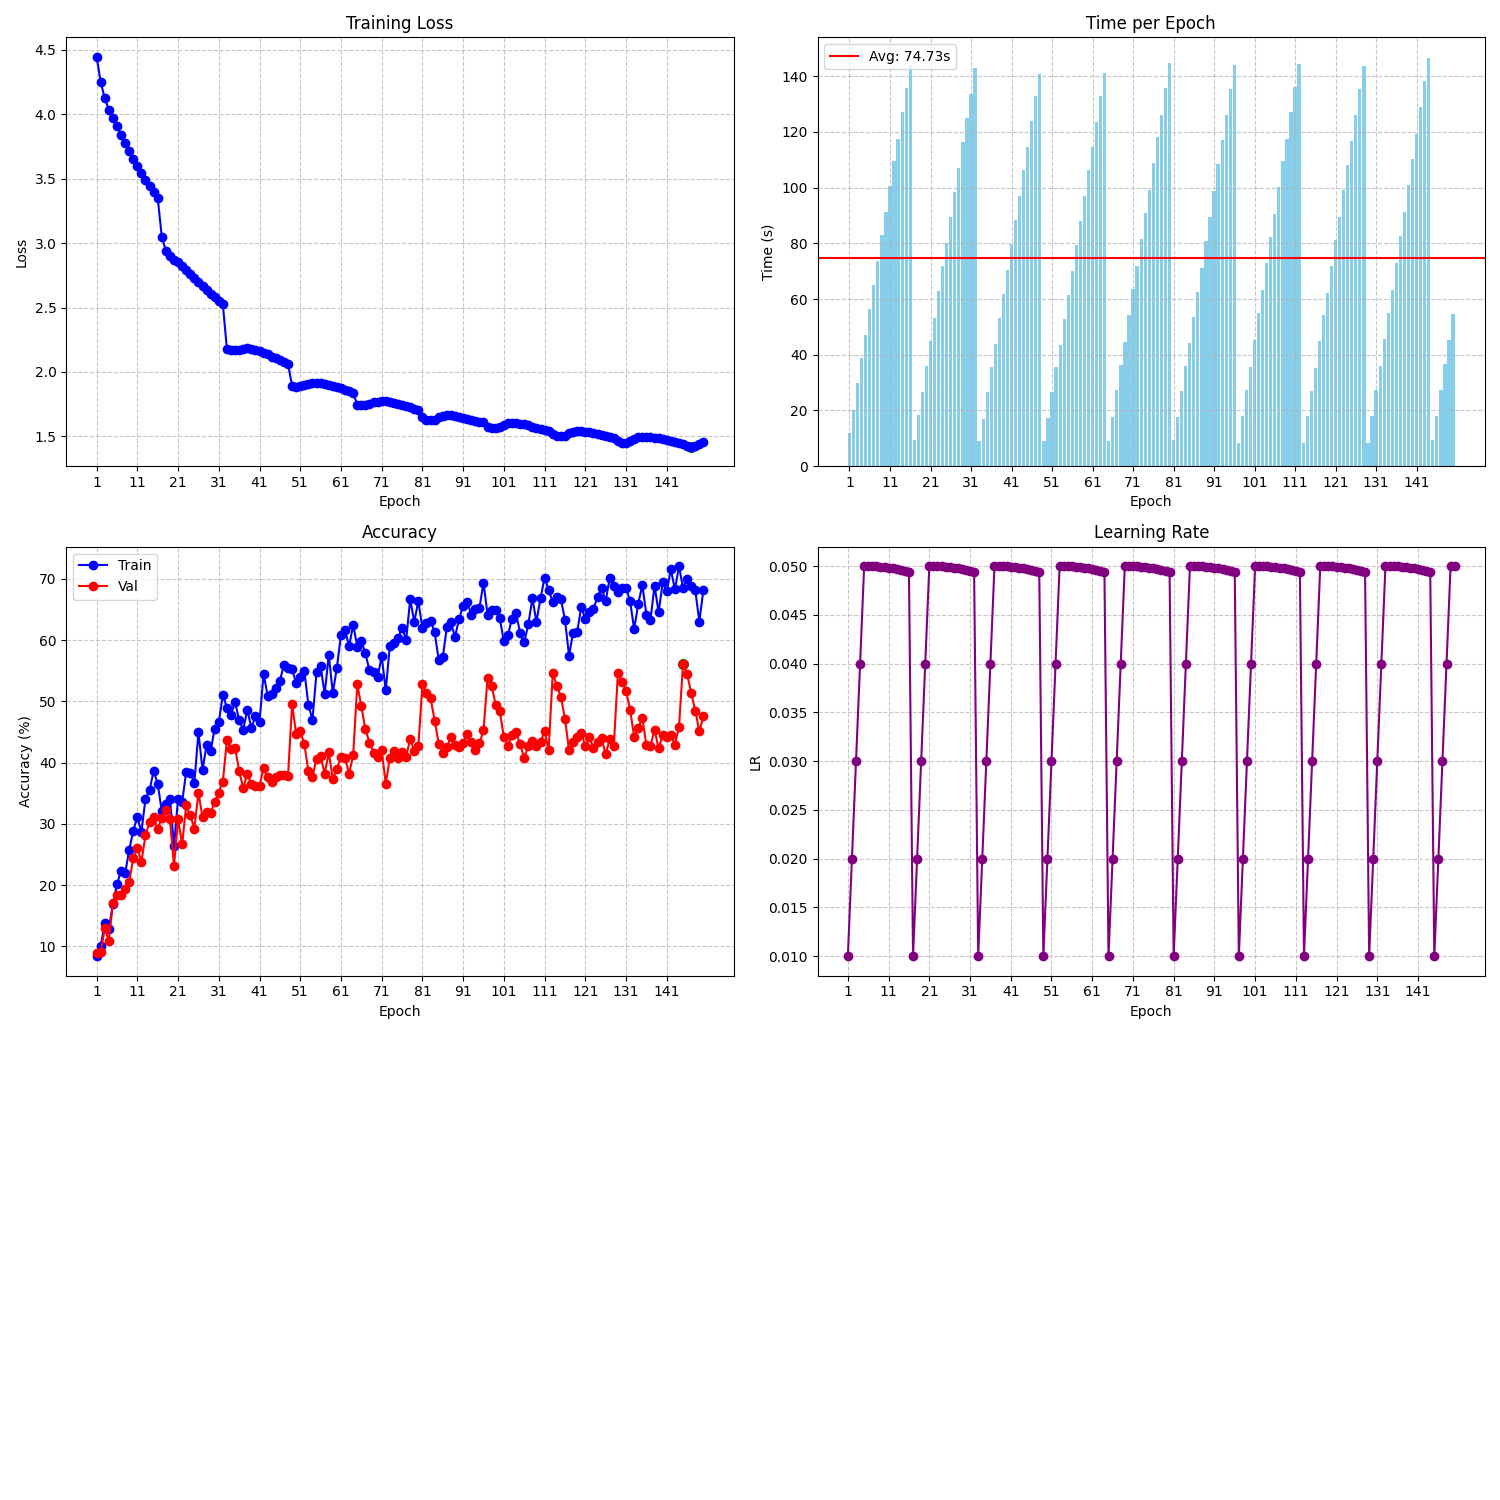 Training Loss
4.5
4.0
3.5
3.0
2.5
2.0
1.5
Loss
1 11 21 31 41 51 61 71 81 91 101 111 121 131 141
Epoch
Time per Epoch
Avg: 74.73s
140
120
100
80
60
40
20
0
Time (s)
1 11 21 31 41 51 61 71 81 91 101 111 121 131 141
Epoch
Accuracy
Train
Val
70
60
50
40
30
20
10
Accuracy (%)
1 11 21 31 41 51 61 71 81 91 101 111 121 131 141
Epoch
Learning Rate
0.050
0.045
0.040
0.035
0.030
0.025
0.020
0.015
0.010
LR
1 11 21 31 41 51 61 71 81 91 101 111 121 131 141
Epoch